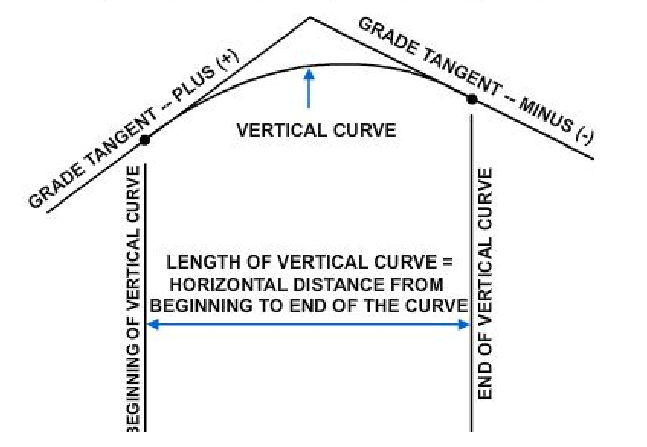 GRADE TANGENT -- PLUS (+)
GRADE TANGENT -- MINUS (-)
VERTICAL CURVE
BEGINNING OF VERTICAL CURVE
LENGTH OF VERTICAL CURVE =
HORIZONTAL DISTANCE FROM
BEGINNING TO END OF THE CURVE
END OF VERTICAL CURVE